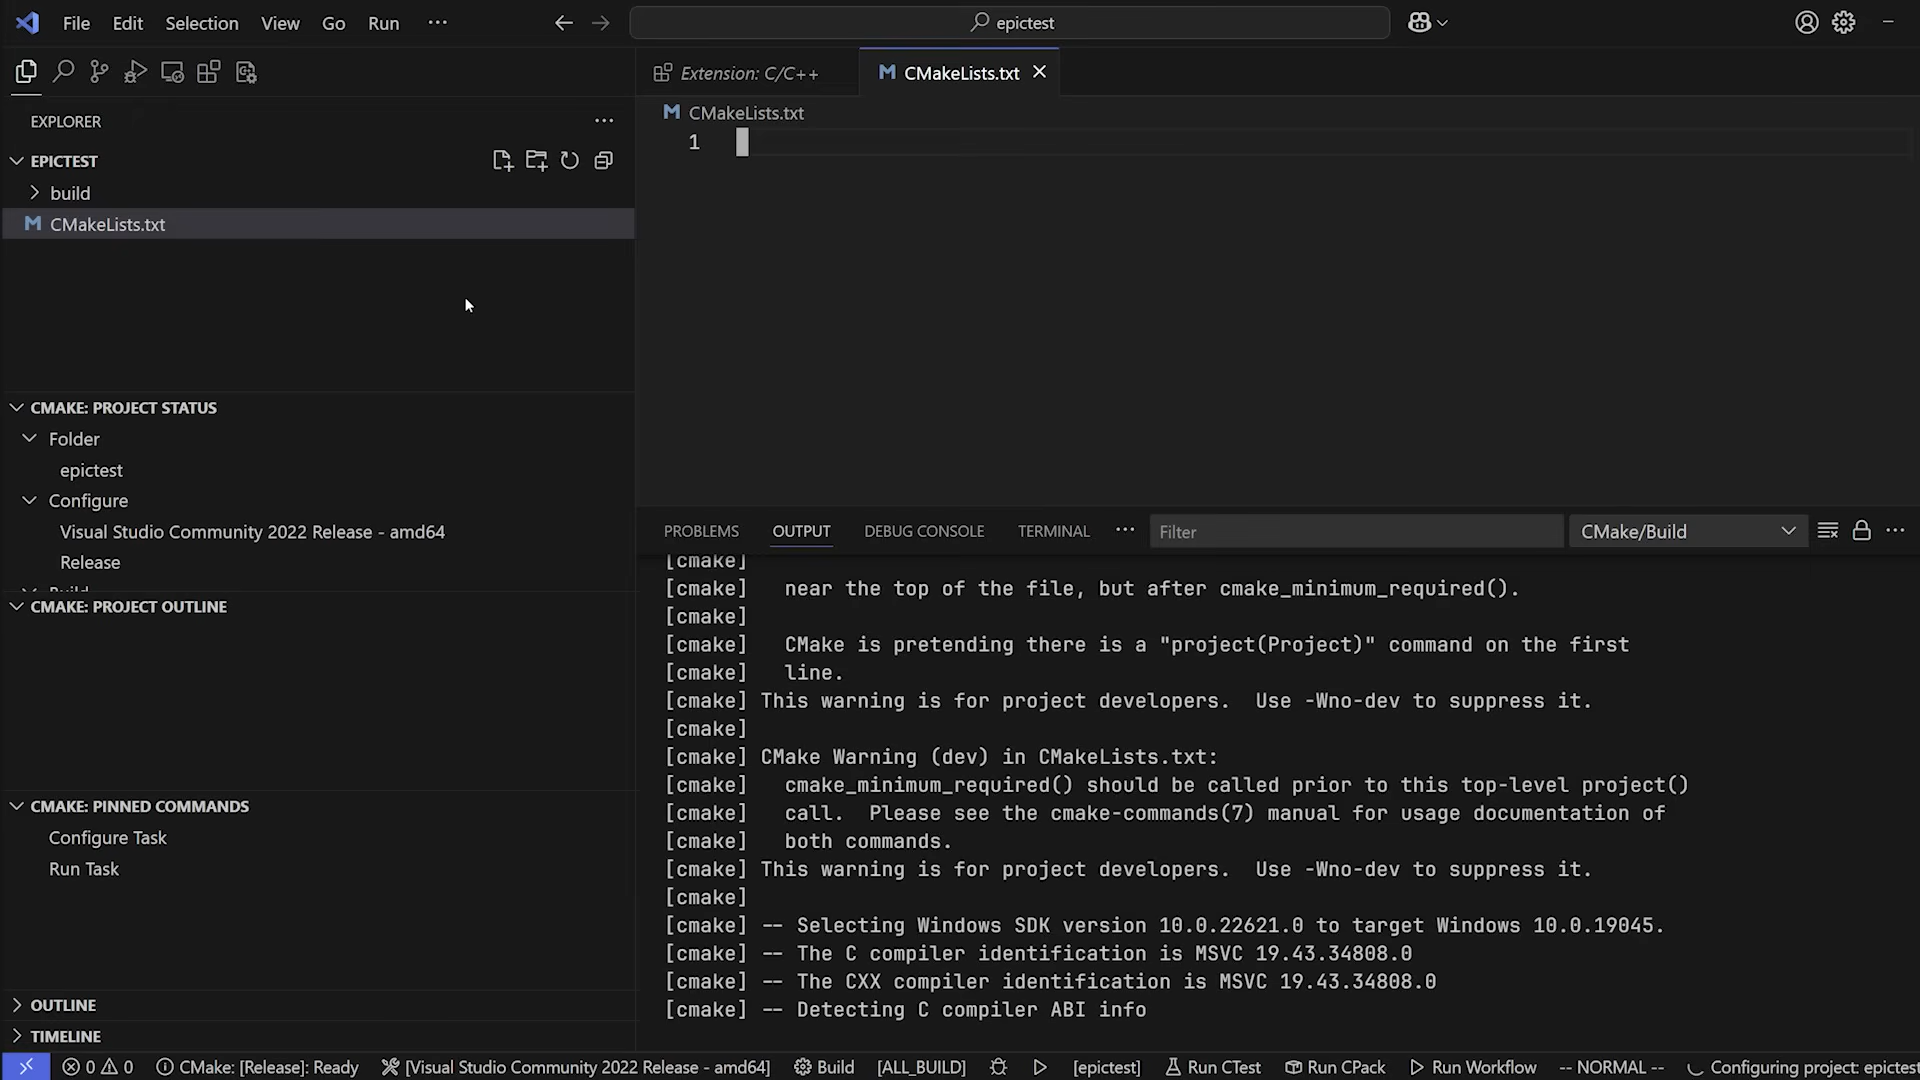 File Edit Selection View Go Run ···
epictest
Extension: C/C++
CMakeLists.txt
EXPLORER
CMakeLists.txt
1
EPICTEST
build
CMakeLists.txt
CMAKE: PROJECT STATUS
Folder
epictest
Configure
Visual Studio Community 2022 Release - amd64
Release
Build
CMAKE: PROJECT OUTLINE
CMAKE: PINNED COMMANDS
Configure Task
Run Task
OUTLINE
TIMELINE
PROBLEMS OUTPUT DEBUG CONSOLE TERMINAL ··· Filter CMake/Build
[cmake]
[cmake]   near the top of the file, but after cmake_minimum_required().
[cmake]
[cmake]   CMake is pretending there is a "project(Project)" command on the first
[cmake]   line.
[cmake] This warning is for project developers.  Use -Wno-dev to suppress it.
[cmake]
[cmake] CMake Warning (dev) in CMakeLists.txt:
[cmake]   cmake_minimum_required() should be called prior to this top-level project()
[cmake]   call.  Please see the cmake-commands(7) manual for usage documentation of
[cmake]   both commands.
[cmake] This warning is for project developers.  Use -Wno-dev to suppress it.
[cmake]
[cmake] -- Selecting Windows SDK version 10.0.22621.0 to target Windows 10.0.19045.
[cmake] -- The C compiler identification is MSVC 19.43.34808.0
[cmake] -- The CXX compiler identification is MSVC 19.43.34808.0
[cmake] -- Detecting C compiler ABI info
0 0 CMake: [Release]: Ready [Visual Studio Community 2022 Release - amd64] Build [ALL_BUILD] [epictest] Run CTest Run CPack Run Workflow -- NORMAL -- Configuring project: epictest